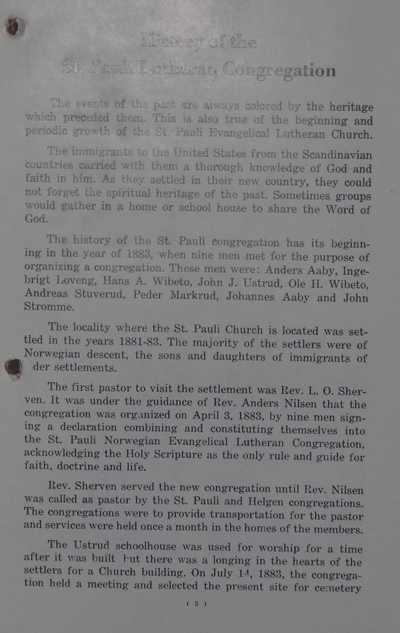 History of the
St. Pauli Lutheran Congregation
The events of the past are always colored by the heritage
which preceded them. This is also true of the beginning and
periodic growth of the St. Pauli Evangelical Lutheran Church.
The immigrants to the United States from the Scandinavian
countries carried with them a thorough knowledge of God and
faith in him. As they settled in their new country, they could
not forget the spiritual heritage of the past. Sometimes groups
would gather in a home or school house to share the Word of
God.
The history of the St. Pauli congregation has its beginn-
ing in the year of 1883, when nine men met for the purpose of
organizing a congregation. These men were: Anders Aaby, Inge-
brigt Loveng, Hans A. Wibeto, John J. Ustrud, Ole H. Wibeto,
Andreas Stuverud, Peder Markrud, Johannes Aaby and John
Stromme.
The locality where the St. Pauli Church is located was set-
tled in the years 1881-83. The majority of the settlers were of
Norwegian descent, the sons and daughters of immigrants of
der settlements.
The first pastor to visit the settlement was Rev. L. O. Sher-
ven. It was under the guidance of Rev. Anders Nilsen that the
congregation was organized on April 3, 1883, by nine men sign-
ing a declaration combining and constituting themselves into
the St. Pauli Norwegian Evangelical Lutheran Congregation,
acknowledging the Holy Scripture as the only rule and guide for
faith, doctrine and life.
Rev. Sherven served the new congregation until Rev. Nilsen
was called as pastor by the St. Pauli and Helgen congregations.
The congregations were to provide transportation for the pastor
and services were held once a month in the homes of the members.
The Ustrud schoolhouse was used for worship for a time
after it was built but there was a longing in the hearts of the
settlers for a Church building. On July 14, 1883, the congrega-
tion held a meeting and selected the present site for cemetery
( 3 )